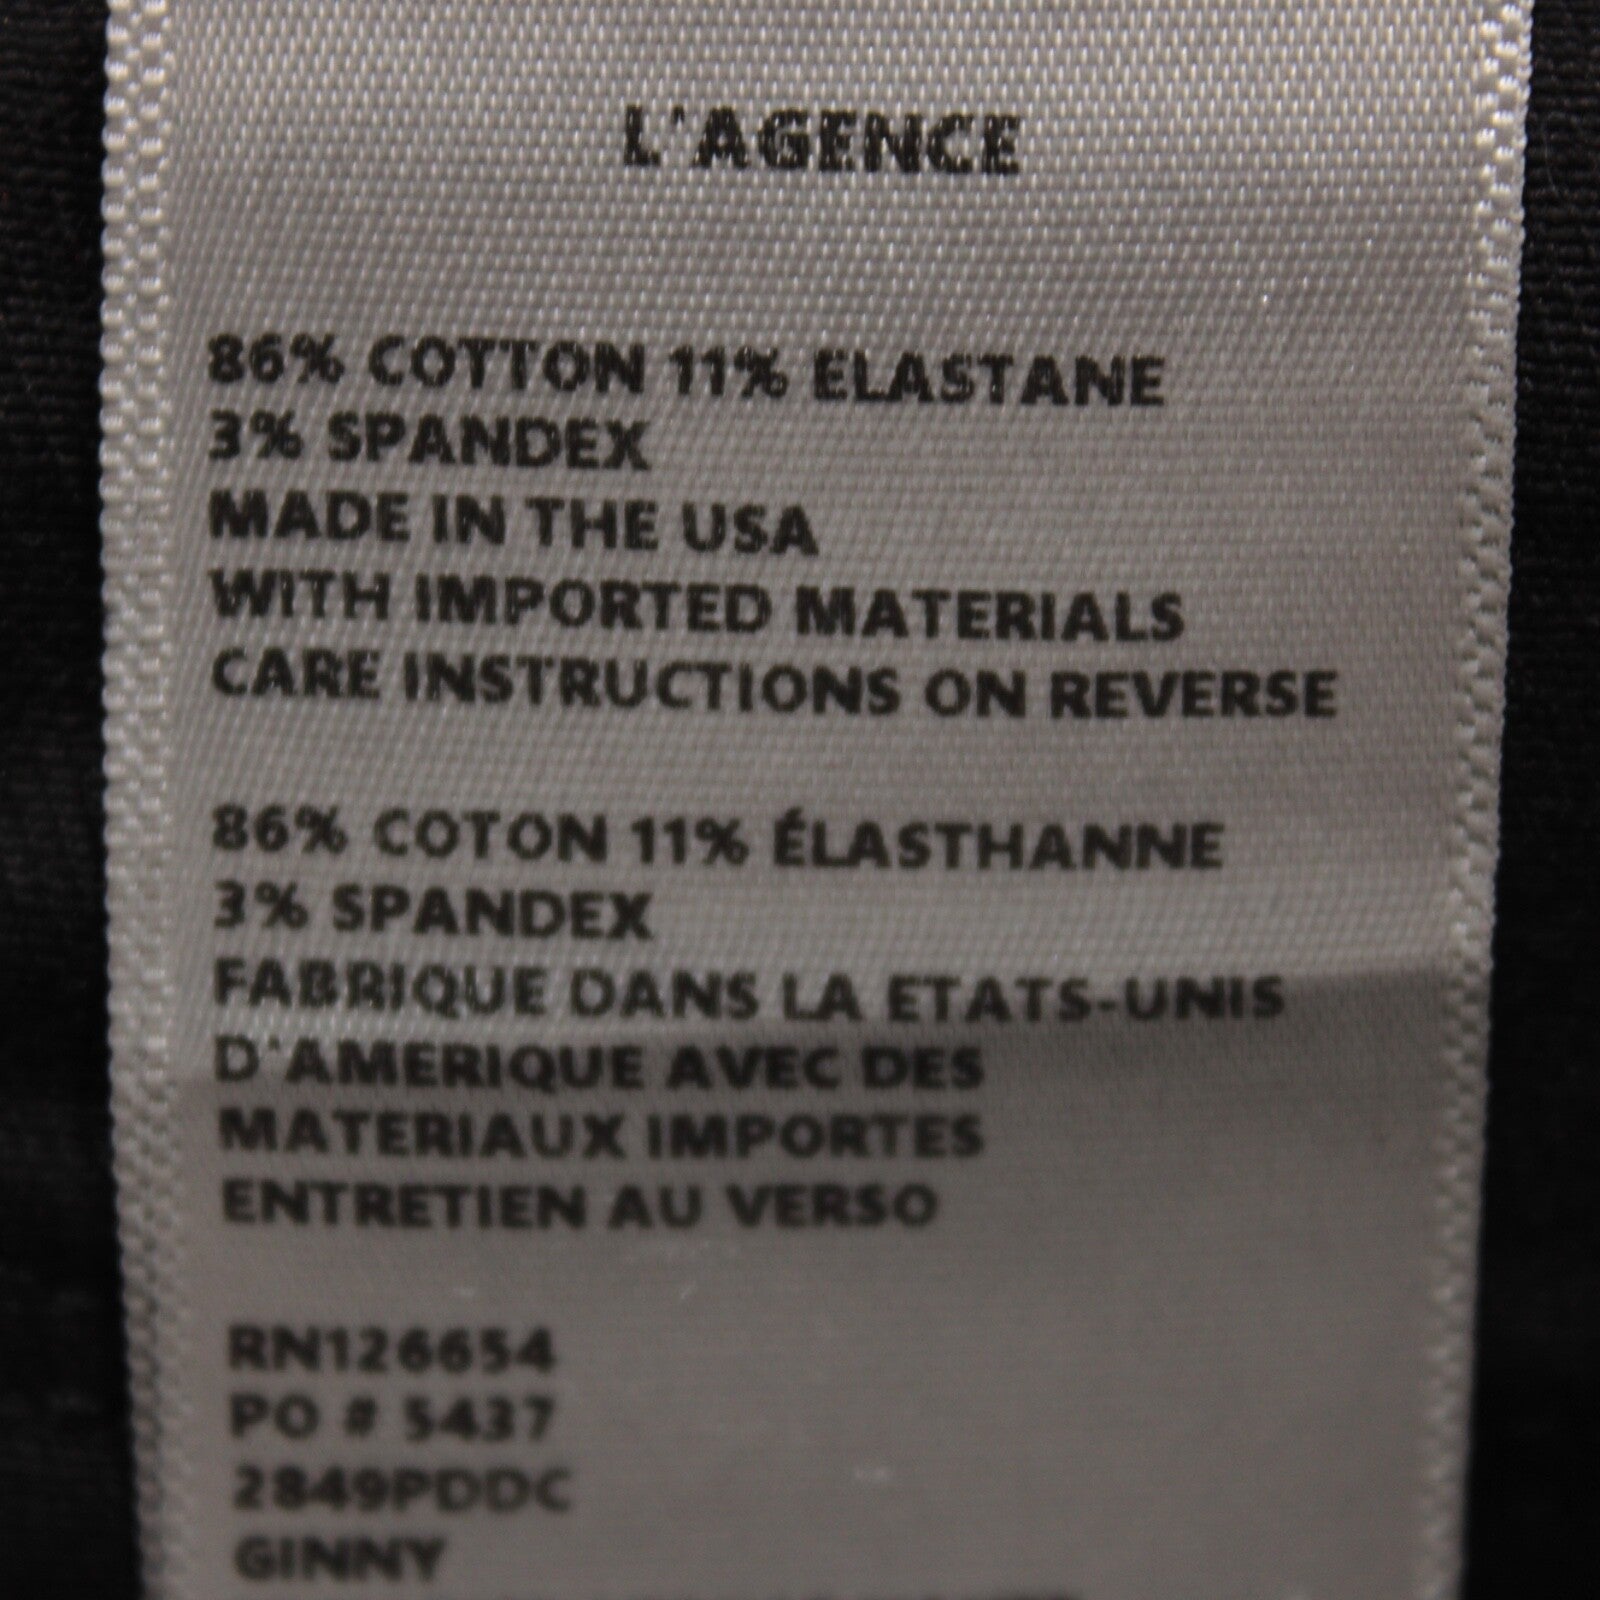 L'AGENCE
86% COTTON 11% ELASTANE
3% SPANDEX
MADE IN THE USA
WITH IMPORTED MATERIALS
CARE INSTRUCTIONS ON REVERSE
86% COTON 11% ÉLASTHANNE
3% SPANDEX
FABRIQUE DANS LA ETATS-UNIS
D'AMERIQUE AVEC DES
MATERIAUX IMPORTES
ENTRETIEN AU VERSO
RN126654
PO # 5437
2849PDDC
GINNY